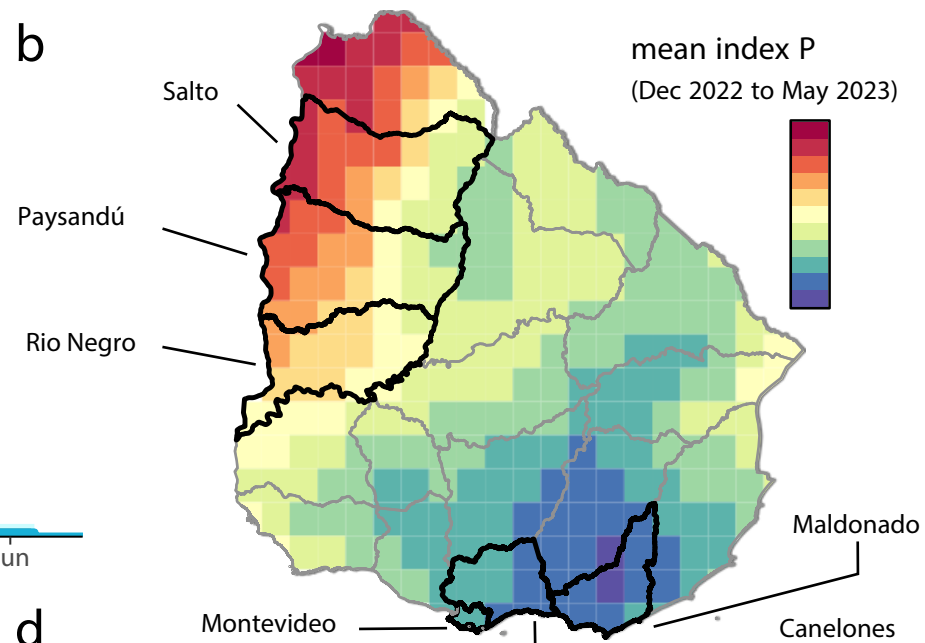 b
mean index P
(Dec 2022 to May 2023)
Salto
Paysandú
Rio Negro
un
Maldonado
d
Montevideo
Canelones